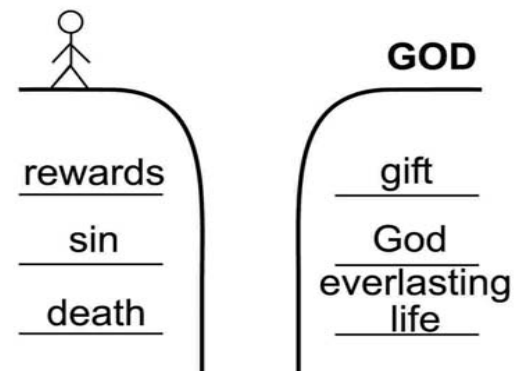 GOD
rewards
gift
sin
God
death
everlasting
life